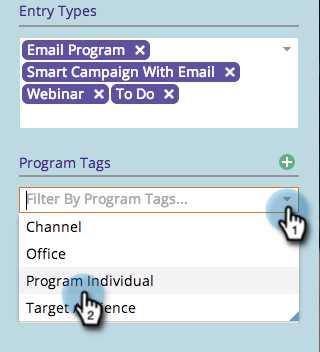 Entry Types
Email Program ×
Smart Campaign With Email ×
Webinar × To Do ×
Program Tags
Filter By Program Tags...
1
Channel
Office
Program Individual
2
Target ence